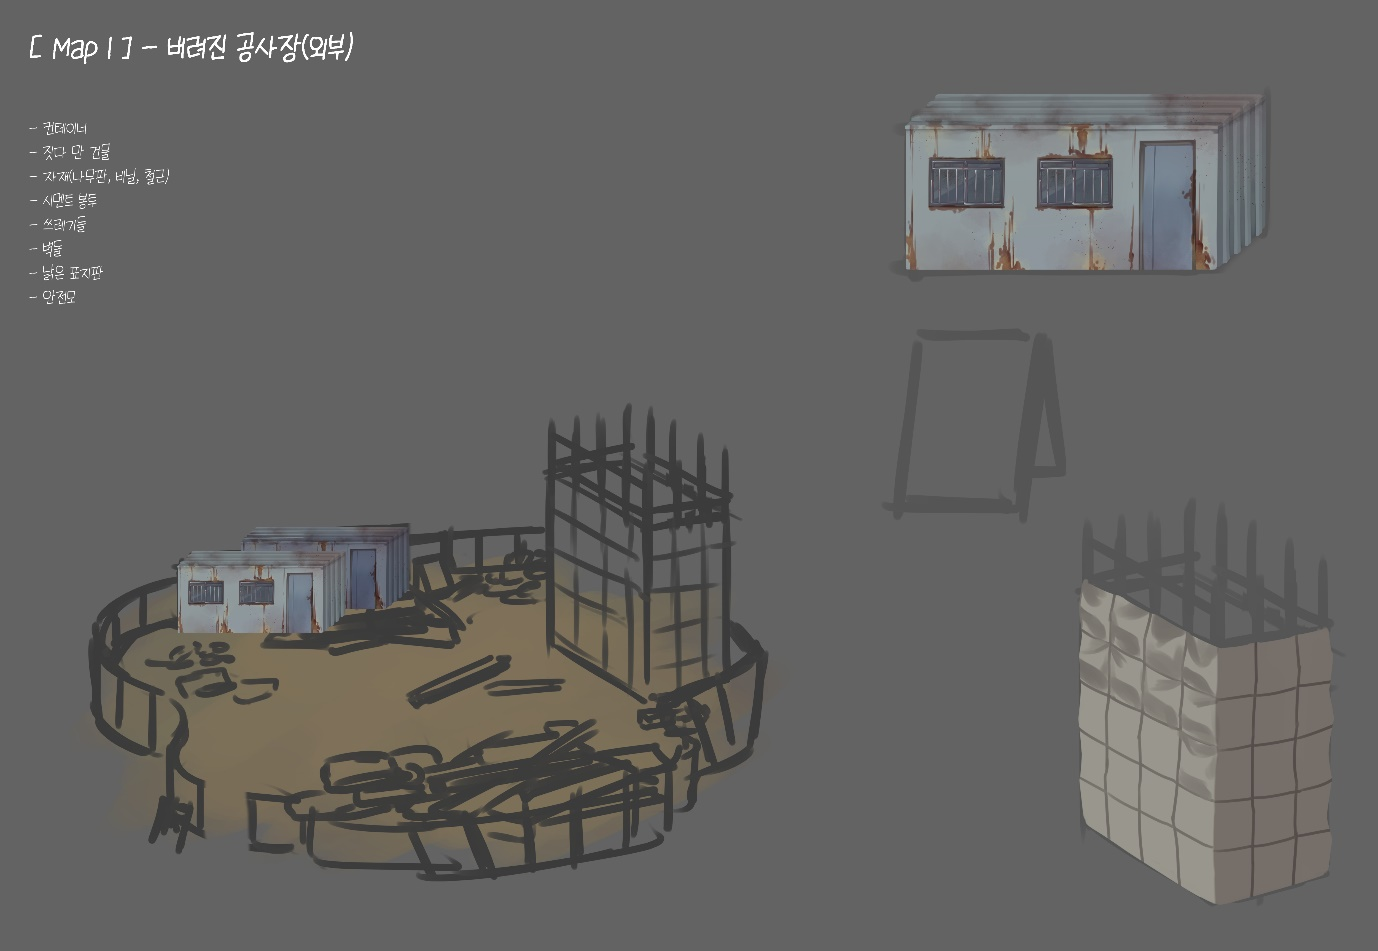 [ Map 1 ] - 버려진 공사장(외부)
- 컨테이너
- 짓다 만 건물
- 자재(나무판, 비닐, 철근)
- 시멘트 봉투
- 쓰레기들
- 벽돌
- 낡은 표지판
- 안전모